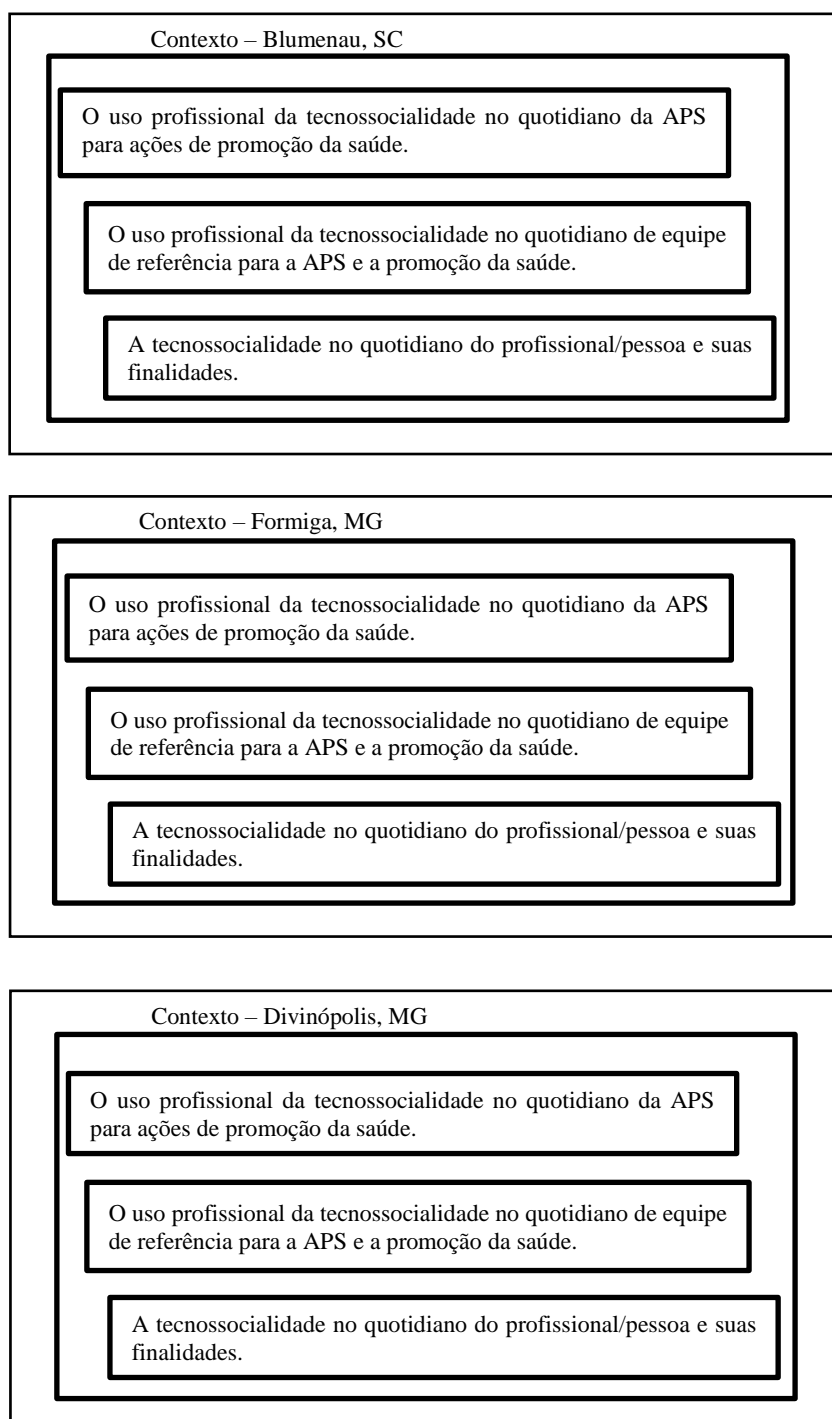 Contexto – Blumenau, SC
O uso profissional da tecnossocialidade no quotidiano da APS
para ações de promoção da saúde.
O uso profissional da tecnossocialidade no quotidiano de equipe
de referência para a APS e a promoção da saúde.
A tecnossocialidade no quotidiano do profissional/pessoa e suas
finalidades.
Contexto – Formiga, MG
O uso profissional da tecnossocialidade no quotidiano da APS
para ações de promoção da saúde.
O uso profissional da tecnossocialidade no quotidiano de equipe
de referência para a APS e a promoção da saúde.
A tecnossocialidade no quotidiano do profissional/pessoa e suas
finalidades.
Contexto – Divinópolis, MG
O uso profissional da tecnossocialidade no quotidiano da APS
para ações de promoção da saúde.
O uso profissional da tecnossocialidade no quotidiano de equipe
de referência para a APS e a promoção da saúde.
A tecnossocialidade no quotidiano do profissional/pessoa e suas
finalidades.